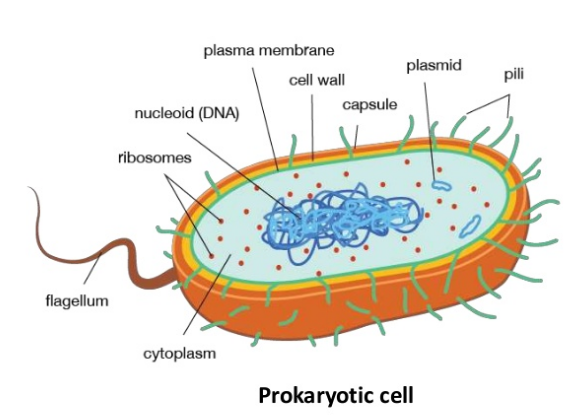 plasma membrane
cell wall
plasmid
pili
capsule
nucleoid (DNA)
ribosomes
flagellum
cytoplasm
Prokaryotic cell